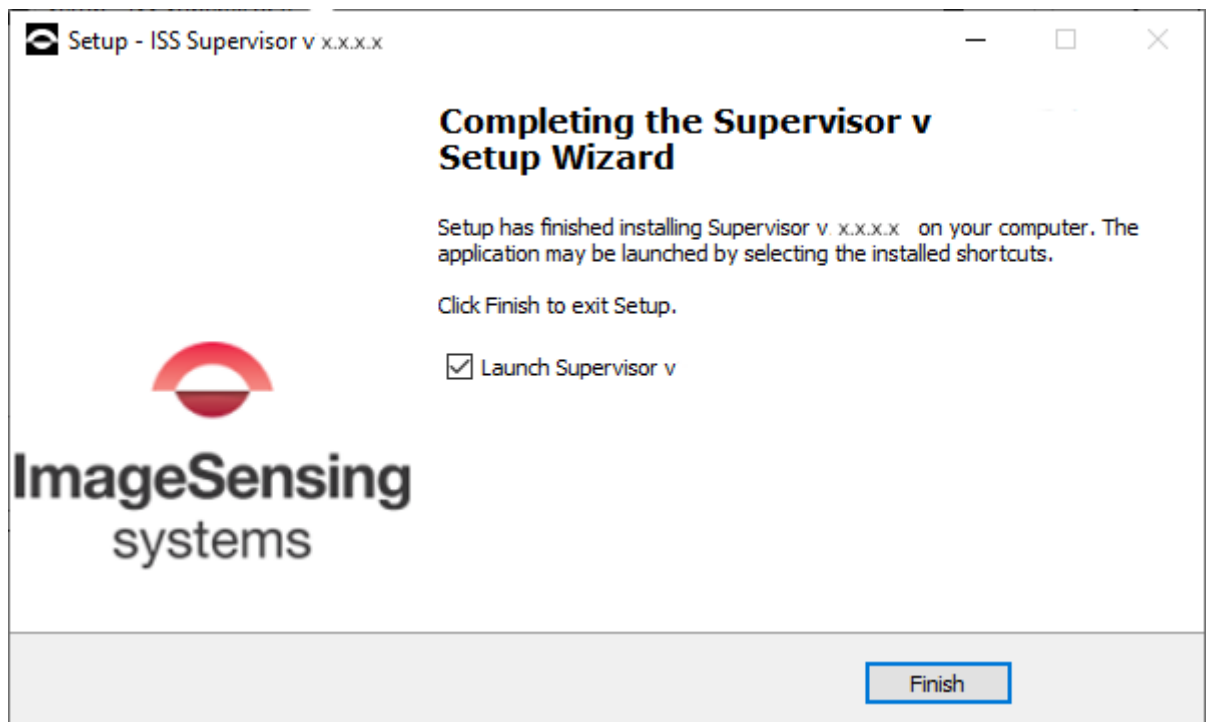 Setup - ISS Supervisor v x.x.x.x
Completing the Supervisor v
Setup Wizard
Setup has finished installing Supervisor v. x.x.x.x on your computer. The
application may be launched by selecting the installed shortcuts.
Click Finish to exit Setup.
Launch Supervisor v
ImageSensing
systems
Finish